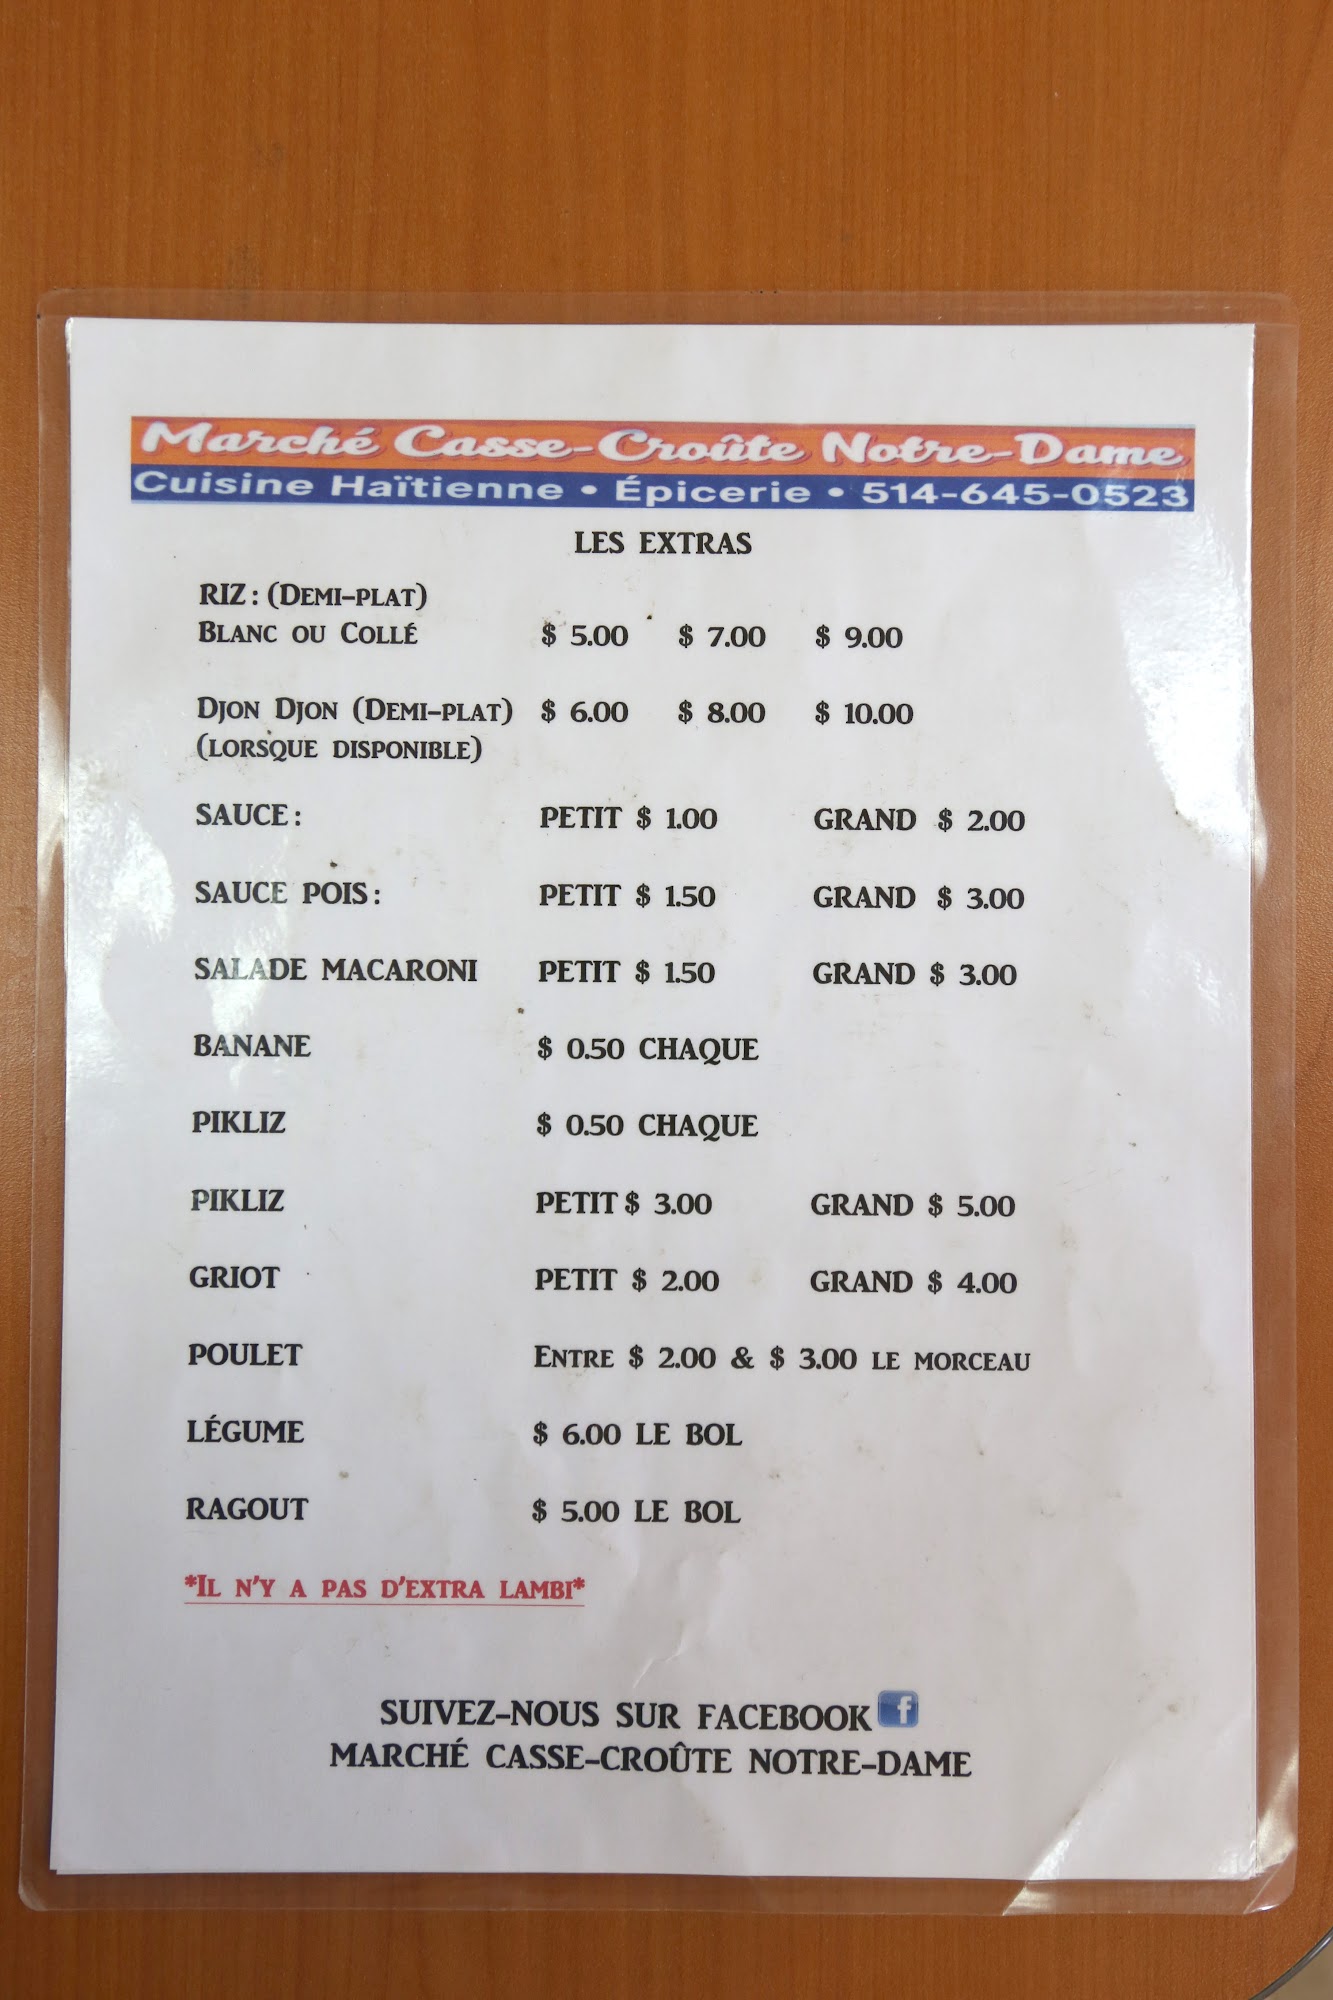 Marché Casse-Croûte Notre-Dame
Cuisine Haïtienne • Épicerie • 514-645-0523
LES EXTRAS
RIZ: (DEMI-PLAT)
BLANC OU COLLÉ $ 5.00 $ 7.00 $ 9.00
DJON DJON (DEMI-PLAT) $ 6.00 $ 8.00 $ 10.00
(LORSQUE DISPONIBLE)
SAUCE: PETIT $ 1.00 GRAND $ 2.00
SAUCE POIS: PETIT $ 1.50 GRAND $ 3.00
SALADE MACARONI PETIT $ 1.50 GRAND $ 3.00
BANANE $ 0.50 CHAQUE
PIKLIZ $ 0.50 CHAQUE
PIKLIZ PETIT $ 3.00 GRAND $ 5.00
GRIOT PETIT $ 2.00 GRAND $ 4.00
POULET ENTRE $ 2.00 & $ 3.00 LE MORCEAU
LÉGUME $ 6.00 LE BOL
RAGOUT $ 5.00 LE BOL
*IL N'Y A PAS D'EXTRA LAMBI*
SUIVEZ-NOUS SUR FACEBOOK f
MARCHÉ CASSE-CROÛTE NOTRE-DAME